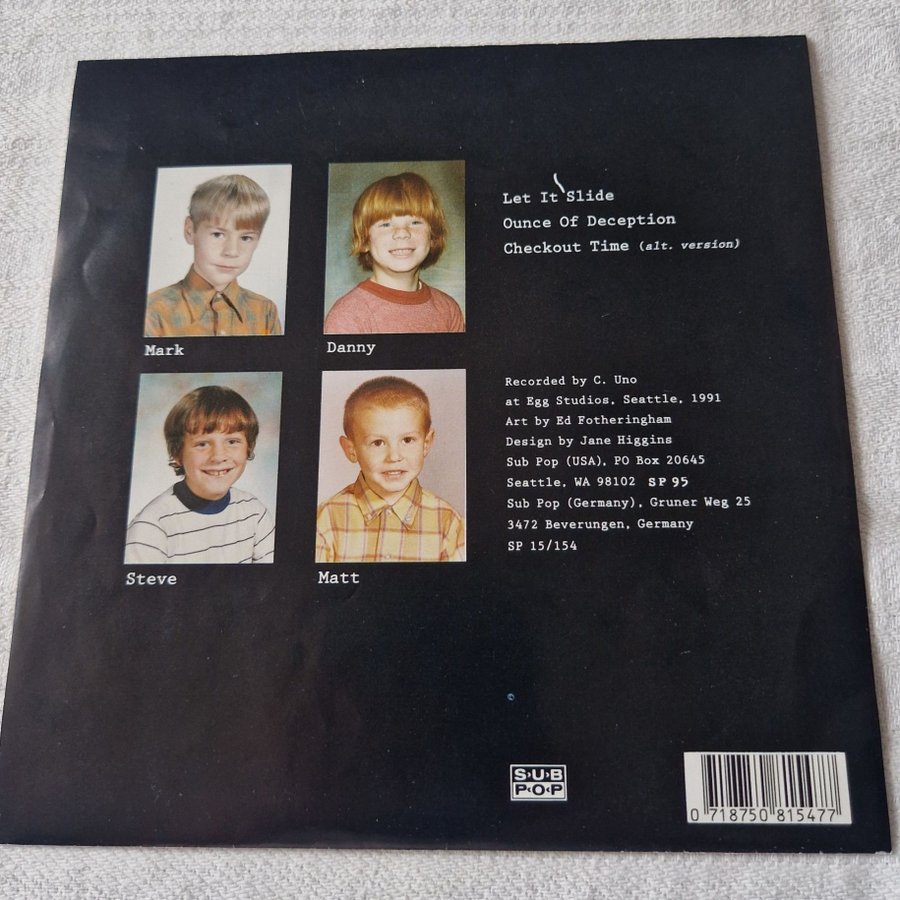 Let It Slide
Ounce Of Deception
Checkout Time (alt. version)
Mark
Danny
Recorded by C. Uno
at Egg Studios, Seattle, 1991
Art by Ed Fotheringham
Design by Jane Higgins
Sub Pop (USA), PO Box 20645
Seattle, WA 98102 SP 95
Sub Pop (Germany), Gruner Weg 25
3472 Beverungen, Germany
SP 15/154
Steve
Matt
SUB
POP
0 718750 815477